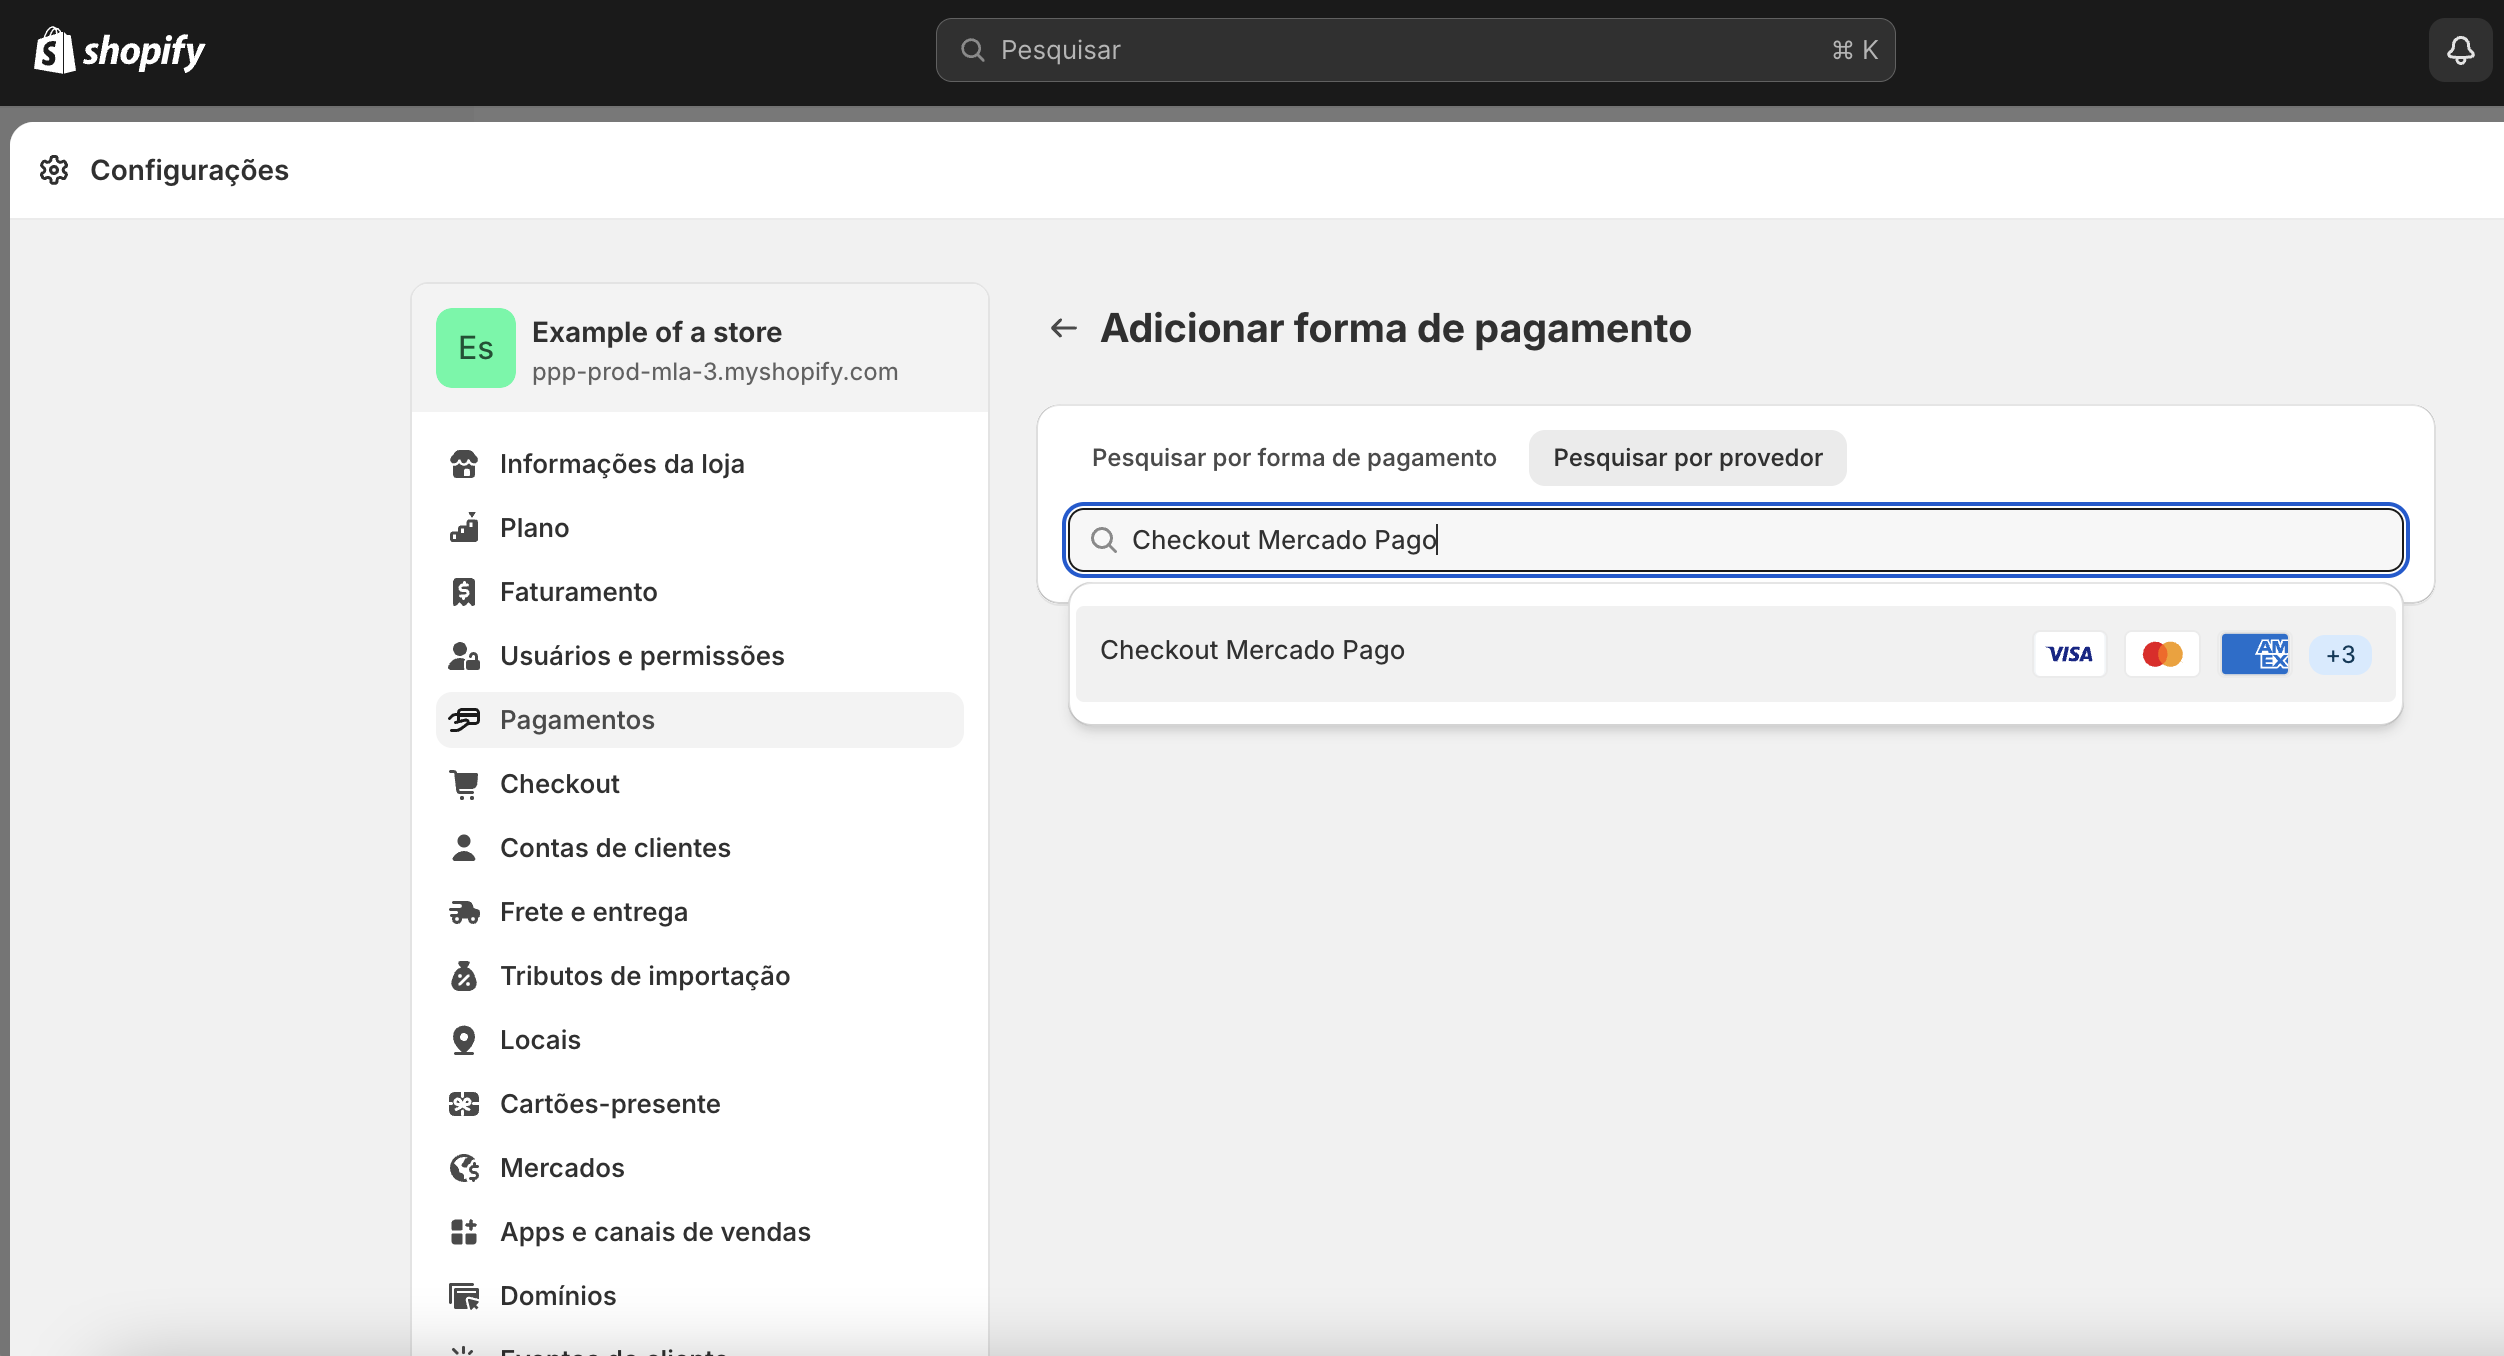 shopify
Pesquisar
⌘ K
Configurações
Es
Example of a store
ppp-prod-mla-3.myshopify.com
Informações da loja
Plano
Faturamento
Usuários e permissões
Pagamentos
Checkout
Contas de clientes
Frete e entrega
Tributos de importação
Locais
Cartões-presente
Mercados
Apps e canais de vendas
Domínios
Eventos do cliente
Adicionar forma de pagamento
Pesquisar por forma de pagamento
Pesquisar por provedor
Checkout Mercado Pago
Checkout Mercado Pago
VISA
AM
EX
+3